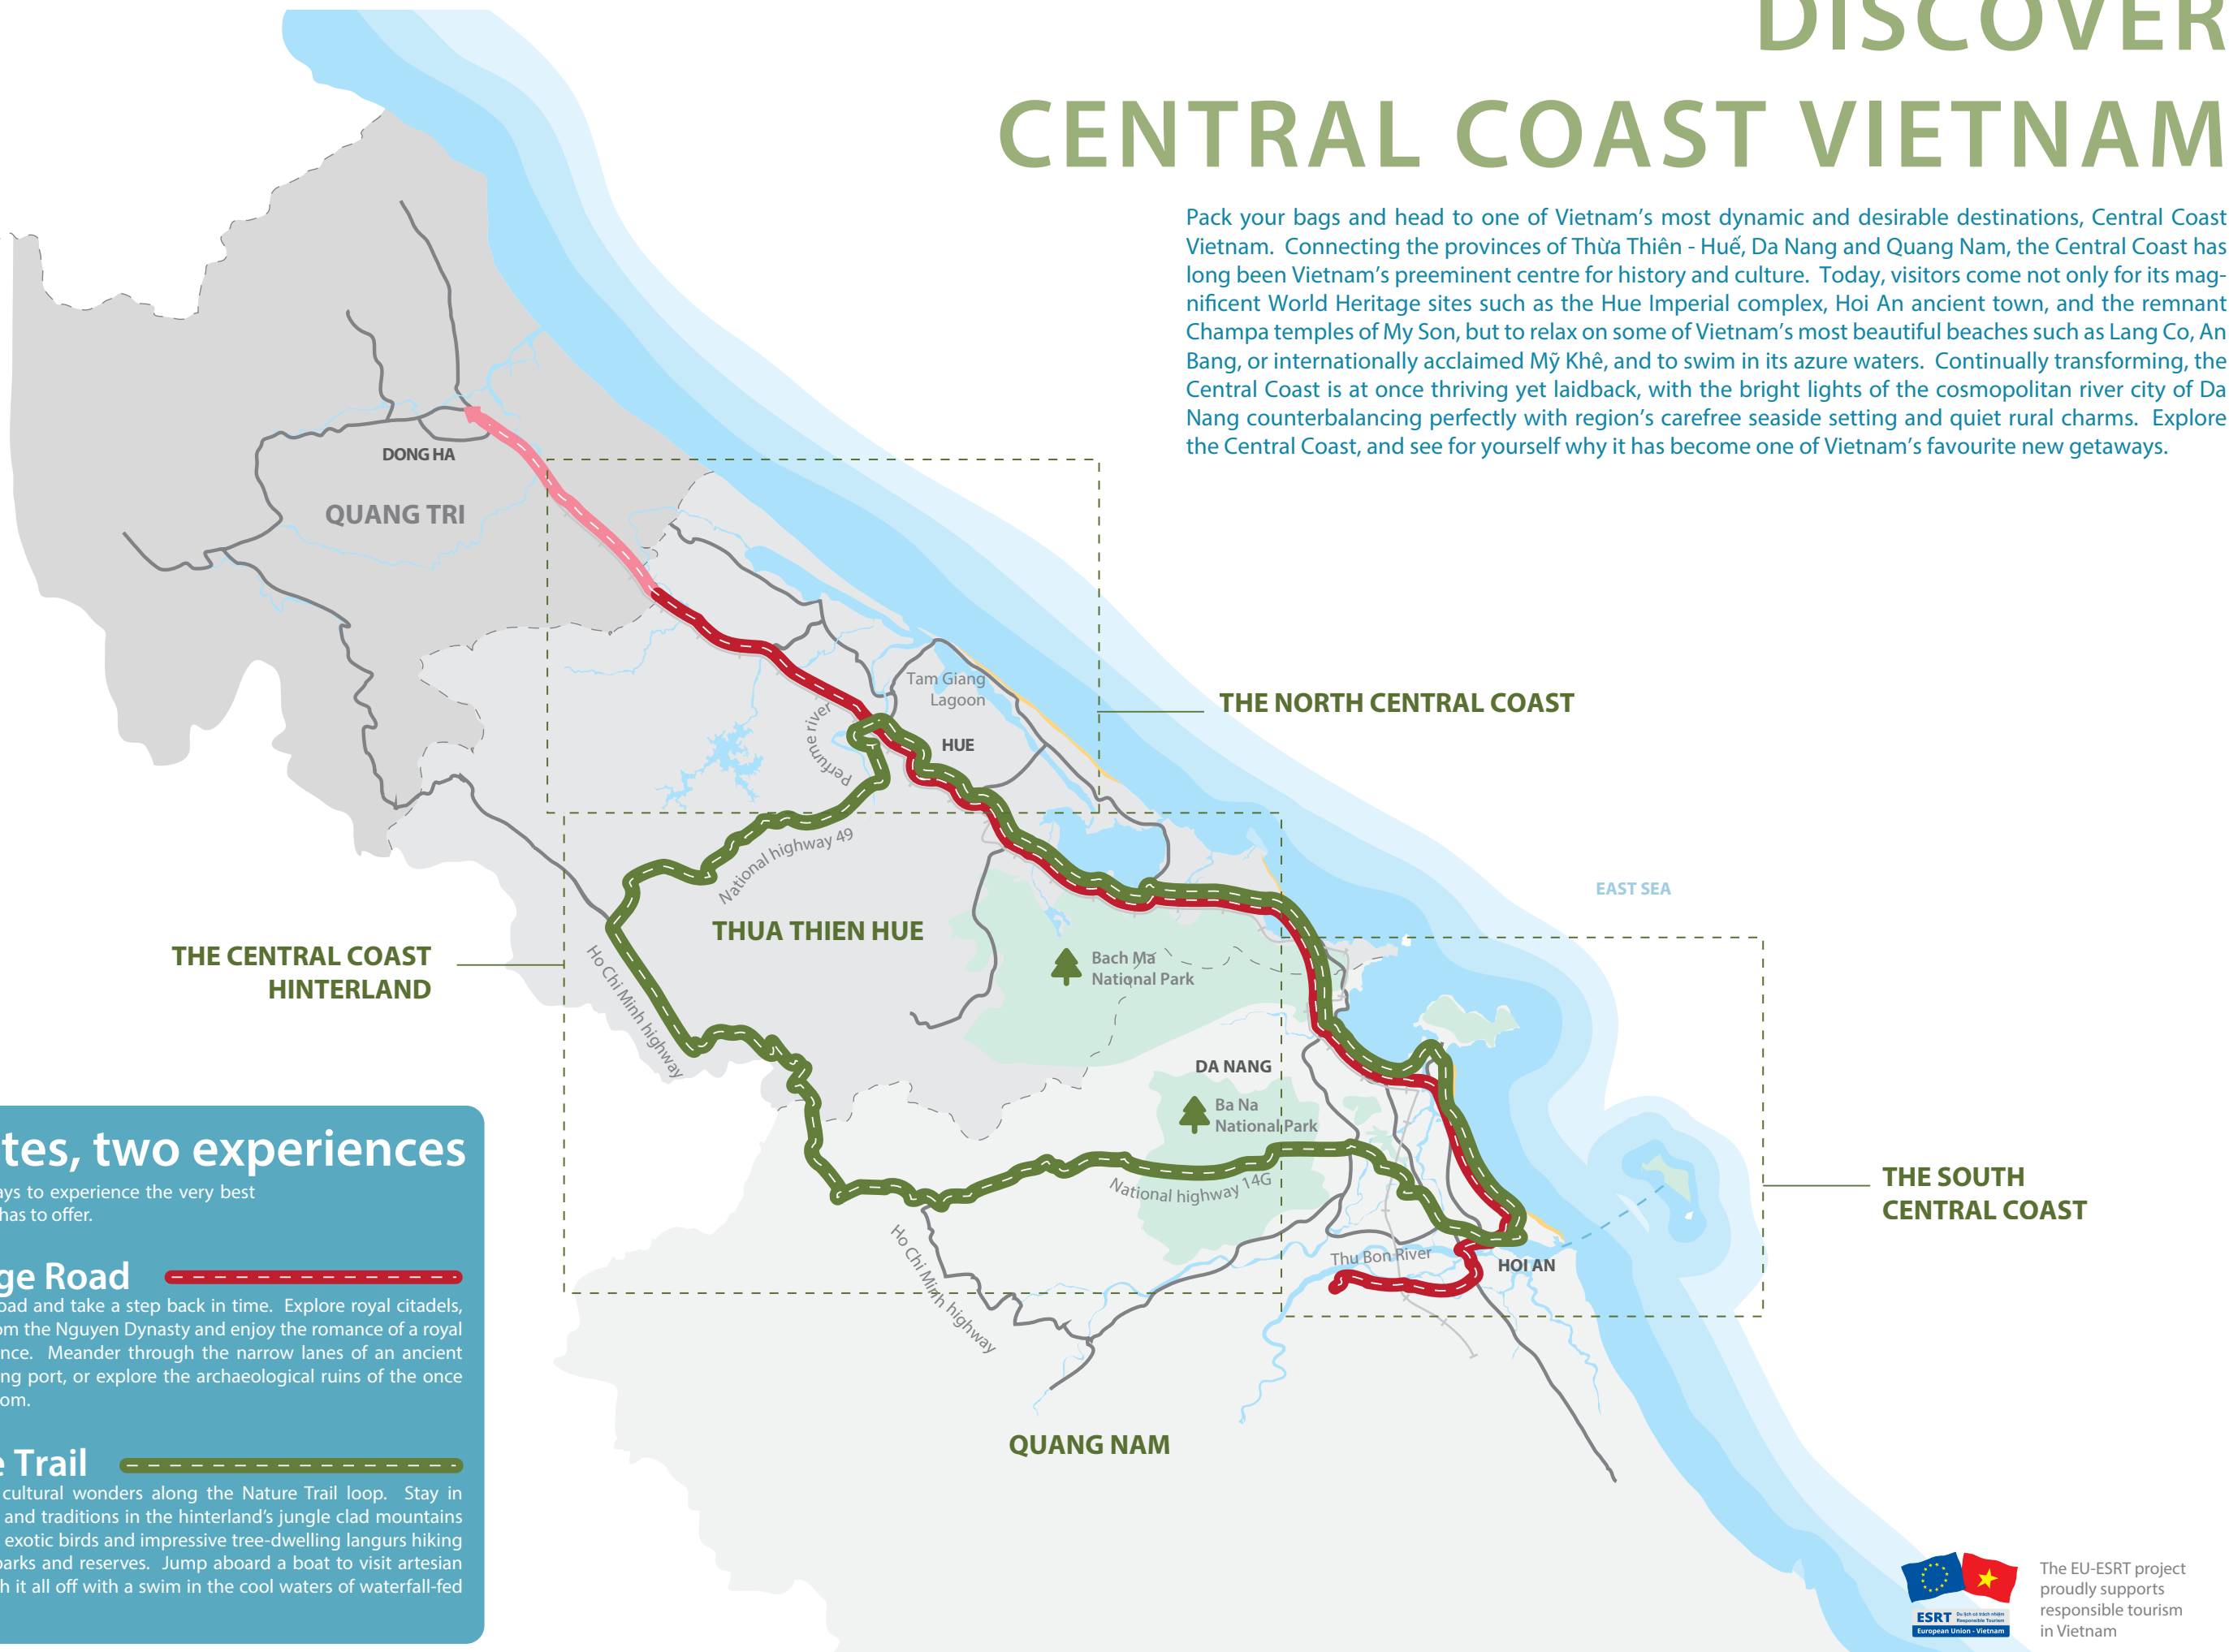 DISCOVER
CENTRAL COAST VIETNAM
Pack your bags and head to one of Vietnam’s most dynamic and desirable destinations, Central Coast
Vietnam. Connecting the provinces of Thừa Thiên - Huế, Da Nang and Quang Nam, the Central Coast has
long been Vietnam’s preeminent centre for history and culture. Today, visitors come not only for its mag-
nificent World Heritage sites such as the Hue Imperial complex, Hoi An ancient town, and the remnant
Champa temples of My Son, but to relax on some of Vietnam’s most beautiful beaches such as Lang Co, An
Bang, or internationally acclaimed Mỹ Khê, and to swim in its azure waters. Continually transforming, the
Central Coast is at once thriving yet laidback, with the bright lights of the cosmopolitan river city of Da
Nang counterbalancing perfectly with region’s carefree seaside setting and quiet rural charms. Explore
the Central Coast, and see for yourself why it has become one of Vietnam’s favourite new getaways.
DONG HA
QUANG TRI
Tam Giang
Lagoon
THE NORTH CENTRAL COAST
Perfume river
HUE
National highway 49
EAST SEA
THUA THIEN HUE
THE CENTRAL COAST
HINTERLAND
Ho Chi Minh highway
Bach Ma
National Park
DA NANG
Ba Na
National Park
National highway 14G
THE SOUTH
CENTRAL COAST
Ho Chi Minh highway
Thu Bon River
HOI AN
QUANG NAM
tes, two experiences
ays to experience the very best
has to offer.
ge Road
oad and take a step back in time. Explore royal citadels,
om the Nguyen Dynasty and enjoy the romance of a royal
nce. Meander through the narrow lanes of an ancient
ng port, or explore the archaeological ruins of the once
om.
e Trail
cultural wonders along the Nature Trail loop. Stay in
and traditions in the hinterland’s jungle clad mountains
exotic birds and impressive tree-dwelling langurs hiking
parks and reserves. Jump aboard a boat to visit artesian
h it all off with a swim in the cool waters of waterfall-fed
ESRT Du lịch có trách nhiệm
Responsible Tourism
European Union - Vietnam
The EU-ESRT project
proudly supports
responsible tourism
in Vietnam